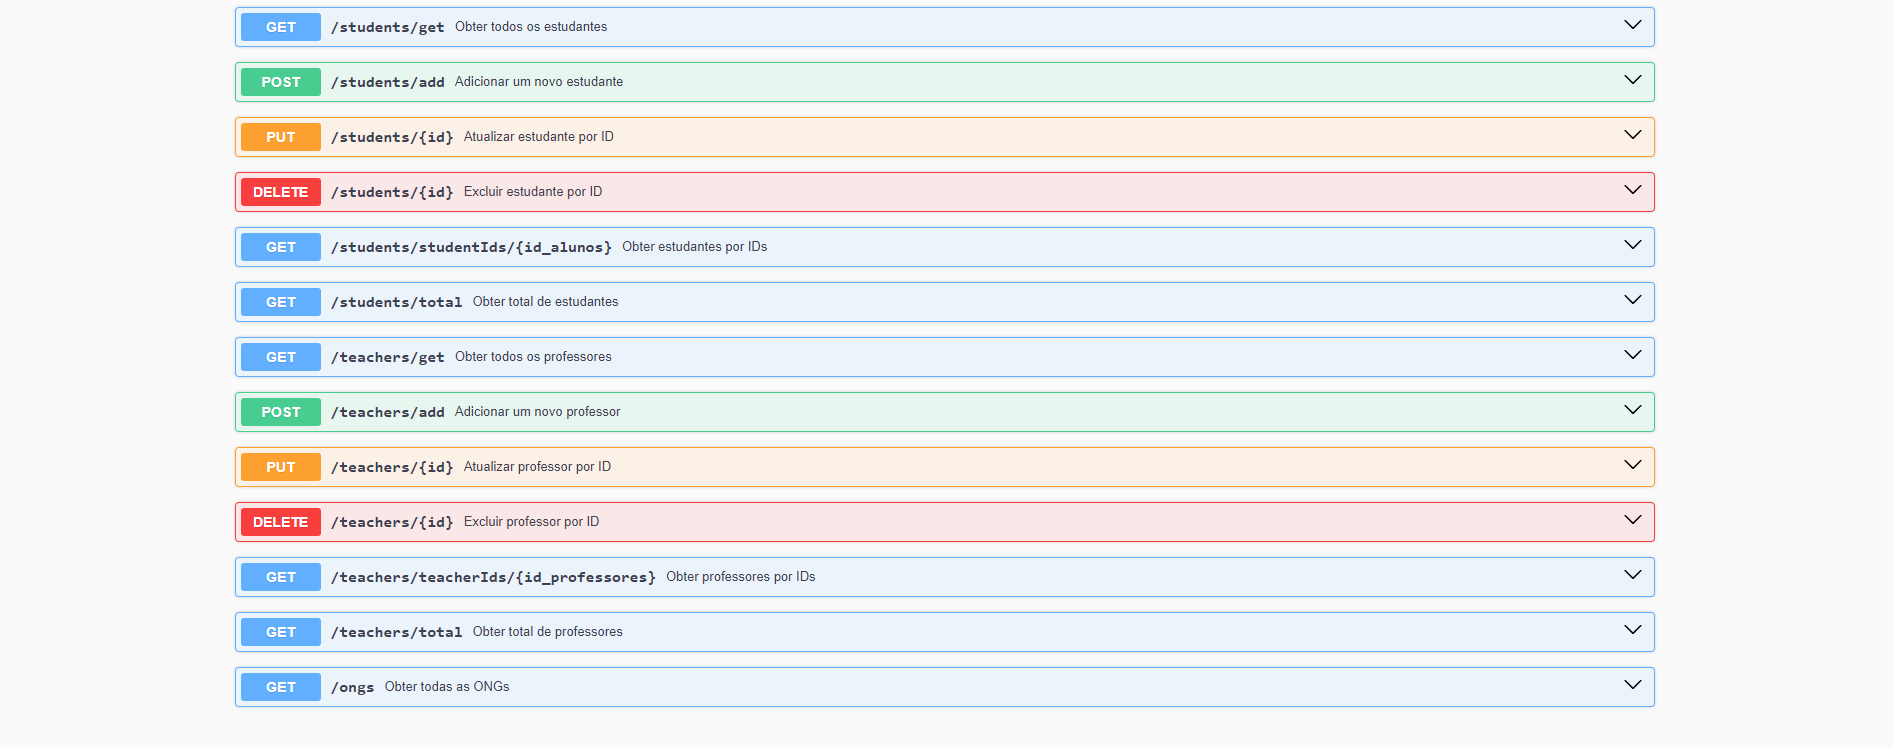 GET /students/get Obter todos os estudantes
POST /students/add Adicionar um novo estudante
PUT /students/{id} Atualizar estudante por ID
DELETE /students/{id} Excluir estudante por ID
GET /students/studentIds/{id_alunos} Obter estudantes por IDs
GET /students/total Obter total de estudantes
GET /teachers/get Obter todos os professores
POST /teachers/add Adicionar um novo professor
PUT /teachers/{id} Atualizar professor por ID
DELETE /teachers/{id} Excluir professor por ID
GET /teachers/teacherIds/{id_professores} Obter professores por IDs
GET /teachers/total Obter total de professores
GET /ongs Obter todas as ONGs